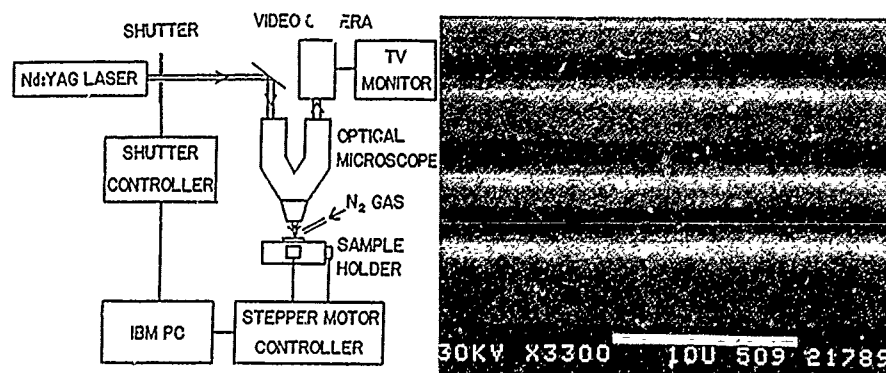 SHUTTER
VIDEO
TV
MONITOR
Nd:YAG LASER
OPTICAL
MICROSCOPE
SHUTTER
CONTROLLER
N₂ GAS
SAMPLE
HOLDER
IBM PC
STEPPER MOTOR
CONTROLLER
30KV X3300 10U 509 21789